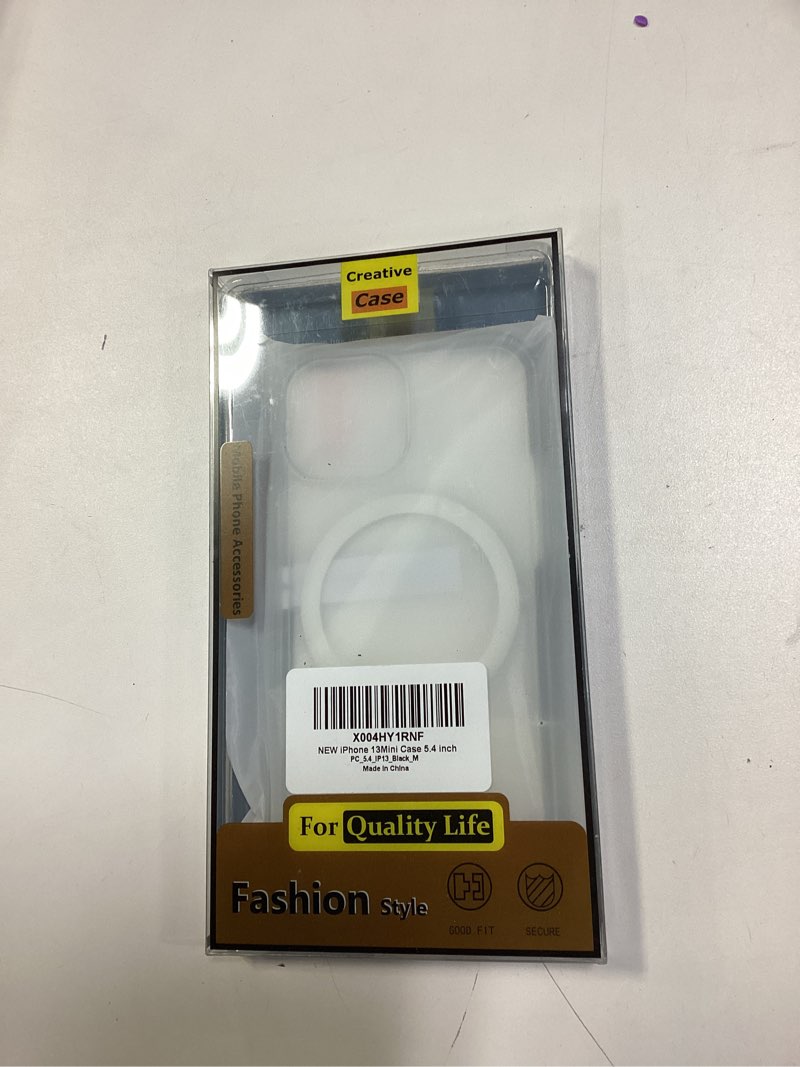 Creative
Case
Mobile Phone Accessories
X004HY1RNF
NEW iPhone 13Mini Case 5.4 inch
PC_5.4_IP13_Black_M
Made in China
For Quality Life
Fashion Style
GOOD FIT
SECURE